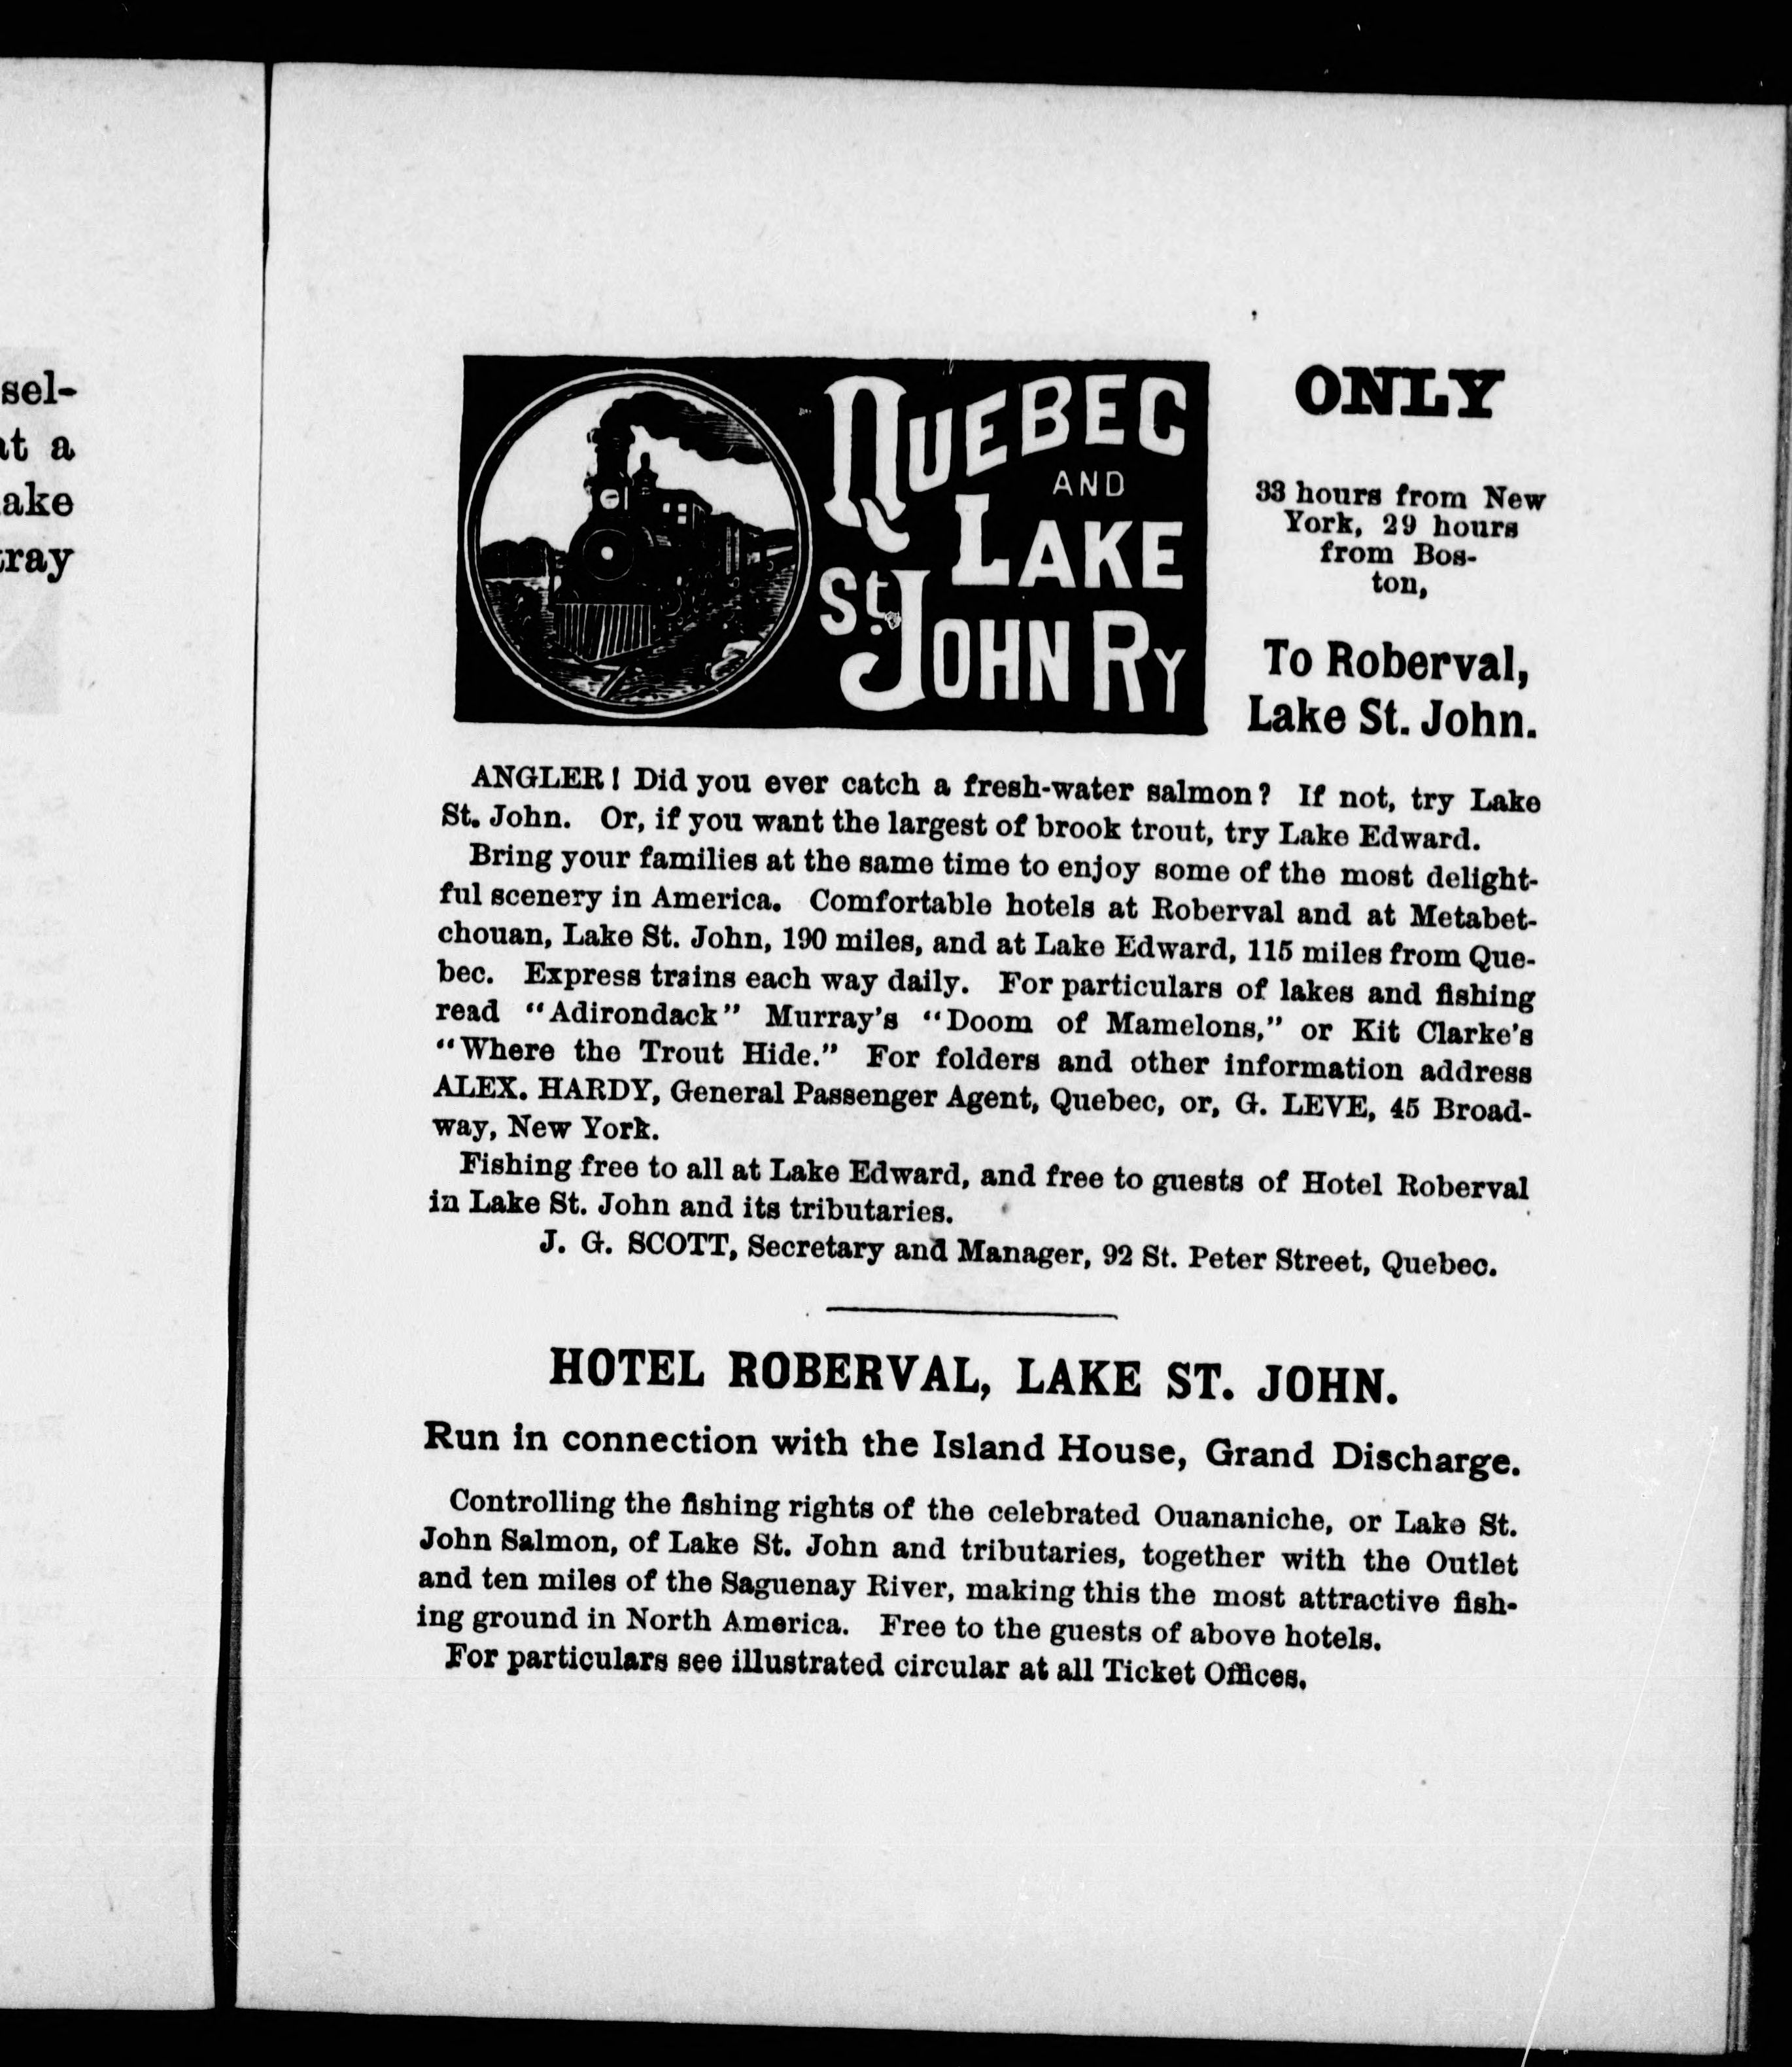 sel-
at a
ake
tray
QUEBEC
AND
LAKE
St. JOHN RY
ONLY
33 hours from New
York, 29 hours
from Bos-
ton,
To Roberval,
Lake St. John.
ANGLER! Did you ever catch a fresh-water salmon? If not, try Lake
St. John. Or, if you want the largest of brook trout, try Lake Edward.
Bring your families at the same time to enjoy some of the most delight-
ful scenery in America. Comfortable hotels at Roberval and at Metabet-
chouan, Lake St. John, 190 miles, and at Lake Edward, 115 miles from Que-
bec. Express trains each way daily. For particulars of lakes and fishing
read "Adirondack" Murray's "Doom of Mamelons," or Kit Clarke's
"Where the Trout Hide." For folders and other information address
ALEX. HARDY, General Passenger Agent, Quebec, or, G. LEVE, 45 Broad-
way, New York.
Fishing free to all at Lake Edward, and free to guests of Hotel Roberval
in Lake St. John and its tributaries.
J. G. SCOTT, Secretary and Manager, 92 St. Peter Street, Quebec.
HOTEL ROBERVAL, LAKE ST. JOHN.
Run in connection with the Island House, Grand Discharge.
Controlling the fishing rights of the celebrated Ouananiche, or Lake St.
John Salmon, of Lake St. John and tributaries, together with the Outlet
and ten miles of the Saguenay River, making this the most attractive fish-
ing ground in North America. Free to the guests of above hotels.
For particulars see illustrated circular at all Ticket Offices.